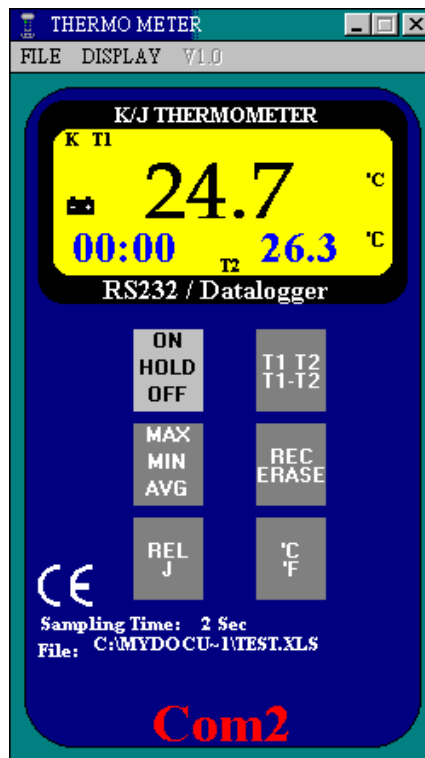 THERMO METER
FILE DISPLAY V1.0
K/J THERMOMETER
K T1
24.7 'C
00:00 T2 26.3 'C
RS232 / Datalogger
ON
HOLD
OFF
T1 T2
T1-T2
MAX
MIN
AVG
REC
ERASE
REL
J
'C
'F
CE
Sampling Time: 2 Sec
File: C:\MYDOCU~1\TEST.XLS
Com2